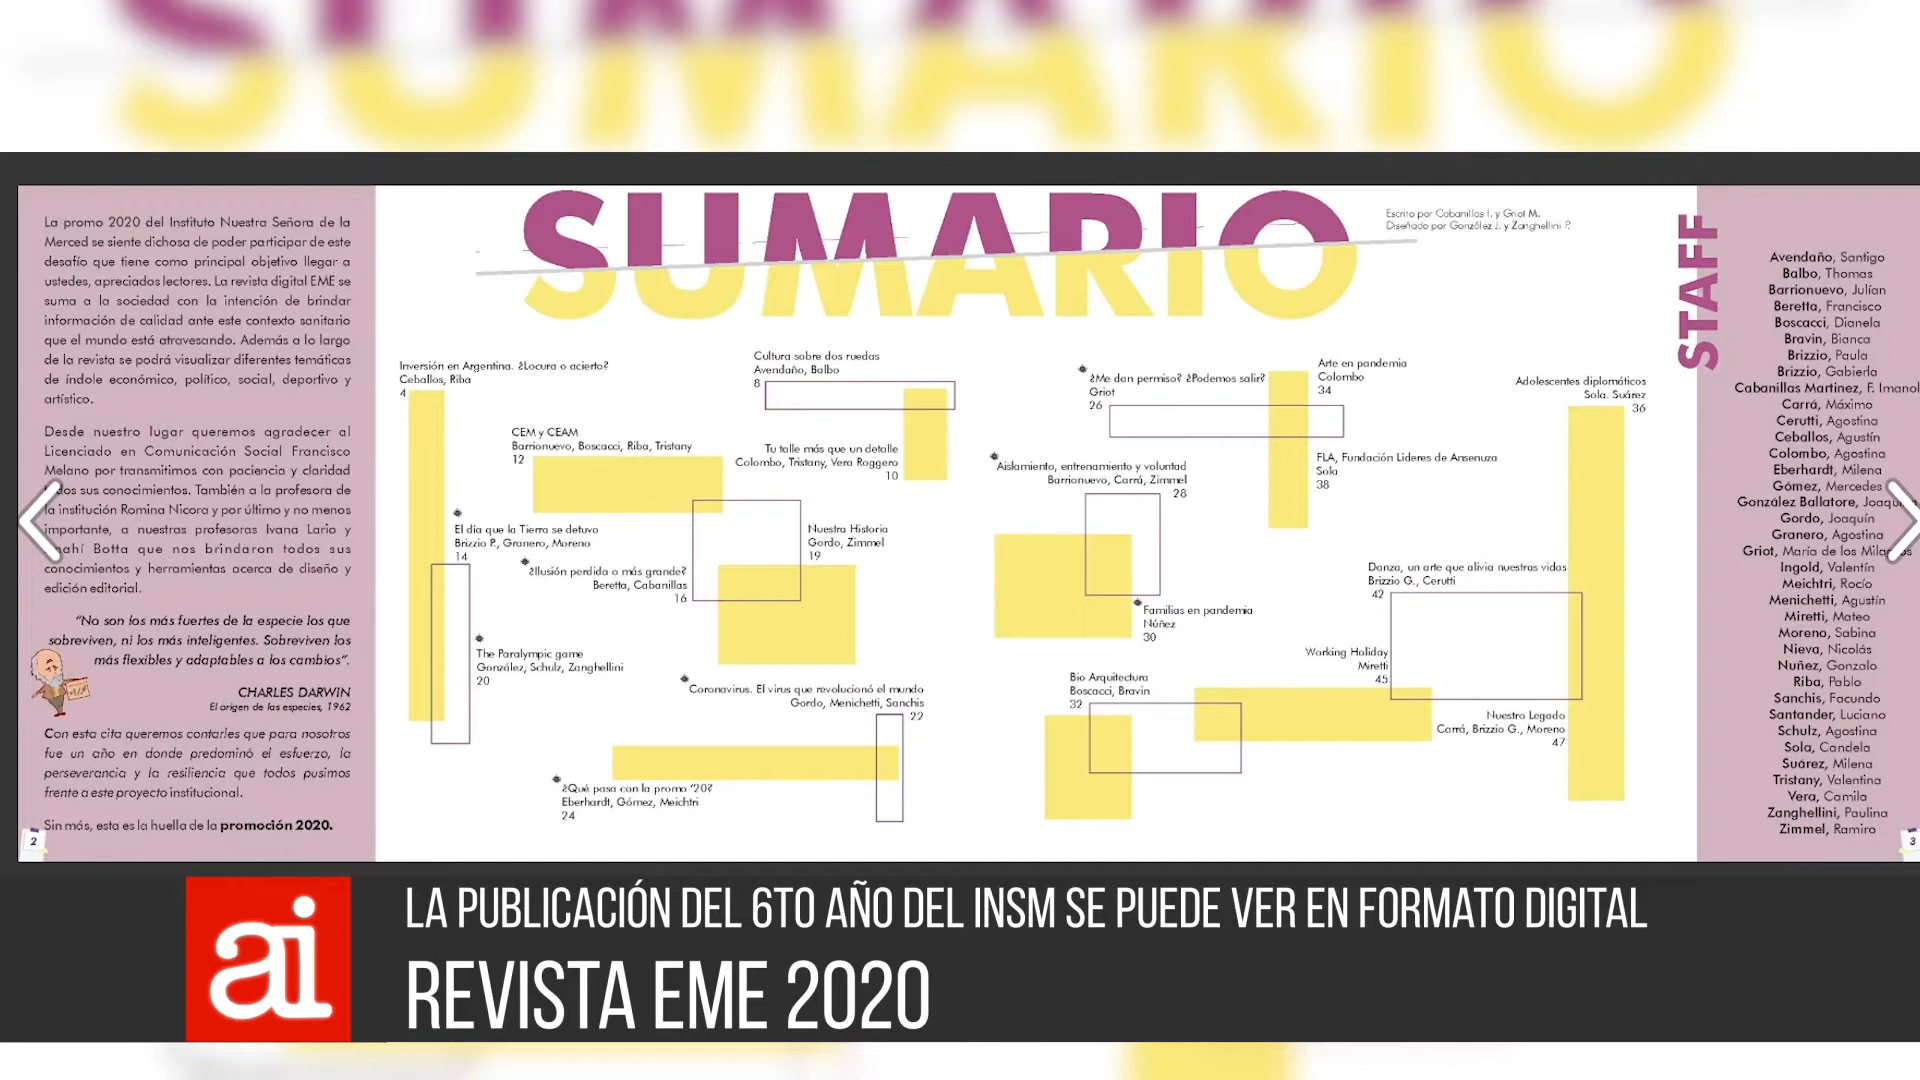 SUMARIO
La promo 2020 del Instituto Nuestra Señora de la
Merced se siente dichosa de poder participar de este
desafío que tiene como principal objetivo llegar a
ustedes, apreciados lectores. La revista digital EME se
suma a la sociedad con la intención de brindar
información de calidad ante este contexto sanitario
que el mundo está atravesando. Además a lo largo
de la revista se podrá visualizar diferentes temáticas
de índole económico, político, social, deportivo y
artístico.
Desde nuestro lugar queremos agradecer al
Licenciado en Comunicación Social Francisco
Melano por transmitimos con paciencia y claridad
todos sus conocimientos. También a la profesora de
la institución Romina Nicora y por último y no menos
importante, a nuestras profesoras Ivana Lario y
Anahí Botta que nos brindaron todos sus
conocimientos y herramientas acerca de diseño y
edición editorial.
"No son los más fuertes de la especie los que
sobreviven, ni los más inteligentes. Sobreviven los
más flexibles y adaptables a los cambios".
CHARLES DARWIN
El origen de las especies, 1962
Con esta cita queremos contarles que para nosotros
fue un año en donde predominó el esfuerzo, la
perseverancia y la resiliencia que todos pusimos
frente a este proyecto institucional.
Sin más, esta es la huella de la promoción 2020.
2
SUMARIO
Escrito por Cabanillas I. y Griot M.
Diseñado por González J. y Zanghellini P.
Inversión en Argentina. ¿Locura o acierto?
Ceballos, Riba
4
Cultura sobre dos ruedas
Avendaño, Balbo
8
Tu talle más que un detalle
Colombo, Tristany, Vera Roggero
10
CEM y CEAM
Barrionuevo, Boscacci, Riba, Tristany
12
El día que la Tierra se detuvo
Brizzio P., Granero, Moreno
14
¿Ilusión perdida o más grande?
Beretta, Cabanillas
16
Nuestra Historia
Gordo, Zimmel
19
The Paralympic game
González, Schulz, Zanghellini
20
Coronavirus. El virus que revolucionó el mundo
Gordo, Menichetti, Sanchis
22
¿Qué pasa con la promo '20?
Eberhardt, Gómez, Meichtri
24
¿Me dan permiso? ¿Podemos salir?
Griot
26
Aislamiento, entrenamiento y voluntad
Barrionuevo, Carrá, Zimmel
28
Familias en pandemia
Núñez
30
Bio Arquitectura
Boscacci, Bravin
32
Arte en pandemia
Colombo
34
Adolescentes diplomáticos
Sola, Suárez
36
FLA, Fundación Lideres de Ansenuza
Sola
38
Danza, un arte que alivia nuestras vidas
Brizzio G., Cerutti
42
Working Holiday
Miretti
45
Nuestro Legado
Carrá, Brizzio G., Moreno
47
STAFF
Avendaño, Santigo
Balbo, Thomas
Barrionuevo, Julián
Beretta, Francisco
Boscacci, Dianela
Bravin, Bianca
Brizzio, Paula
Brizzio, Gabierla
Cabanillas Martinez, F. Imanol
Carrá, Máximo
Cerutti, Agostina
Ceballos, Agustín
Colombo, Agostina
Eberhardt, Milena
Gómez, Mercedes
González Ballatore, Joaquín
Gordo, Joaquín
Granero, Agostina
Griot, María de los Milagros
Ingold, Valentín
Meichtri, Rocío
Menichetti, Agustín
Miretti, Mateo
Moreno, Sabina
Nieva, Nicolás
Nuñez, Gonzalo
Riba, Pablo
Sanchis, Facundo
Santander, Luciano
Schulz, Agostina
Sola, Candela
Suárez, Milena
Tristany, Valentina
Vera, Camila
Zanghellini, Paulina
Zimmel, Ramiro
3
ai
LA PUBLICACIÓN DEL 6TO AÑO DEL INSM SE PUEDE VER EN FORMATO DIGITAL
REVISTA EME 2020